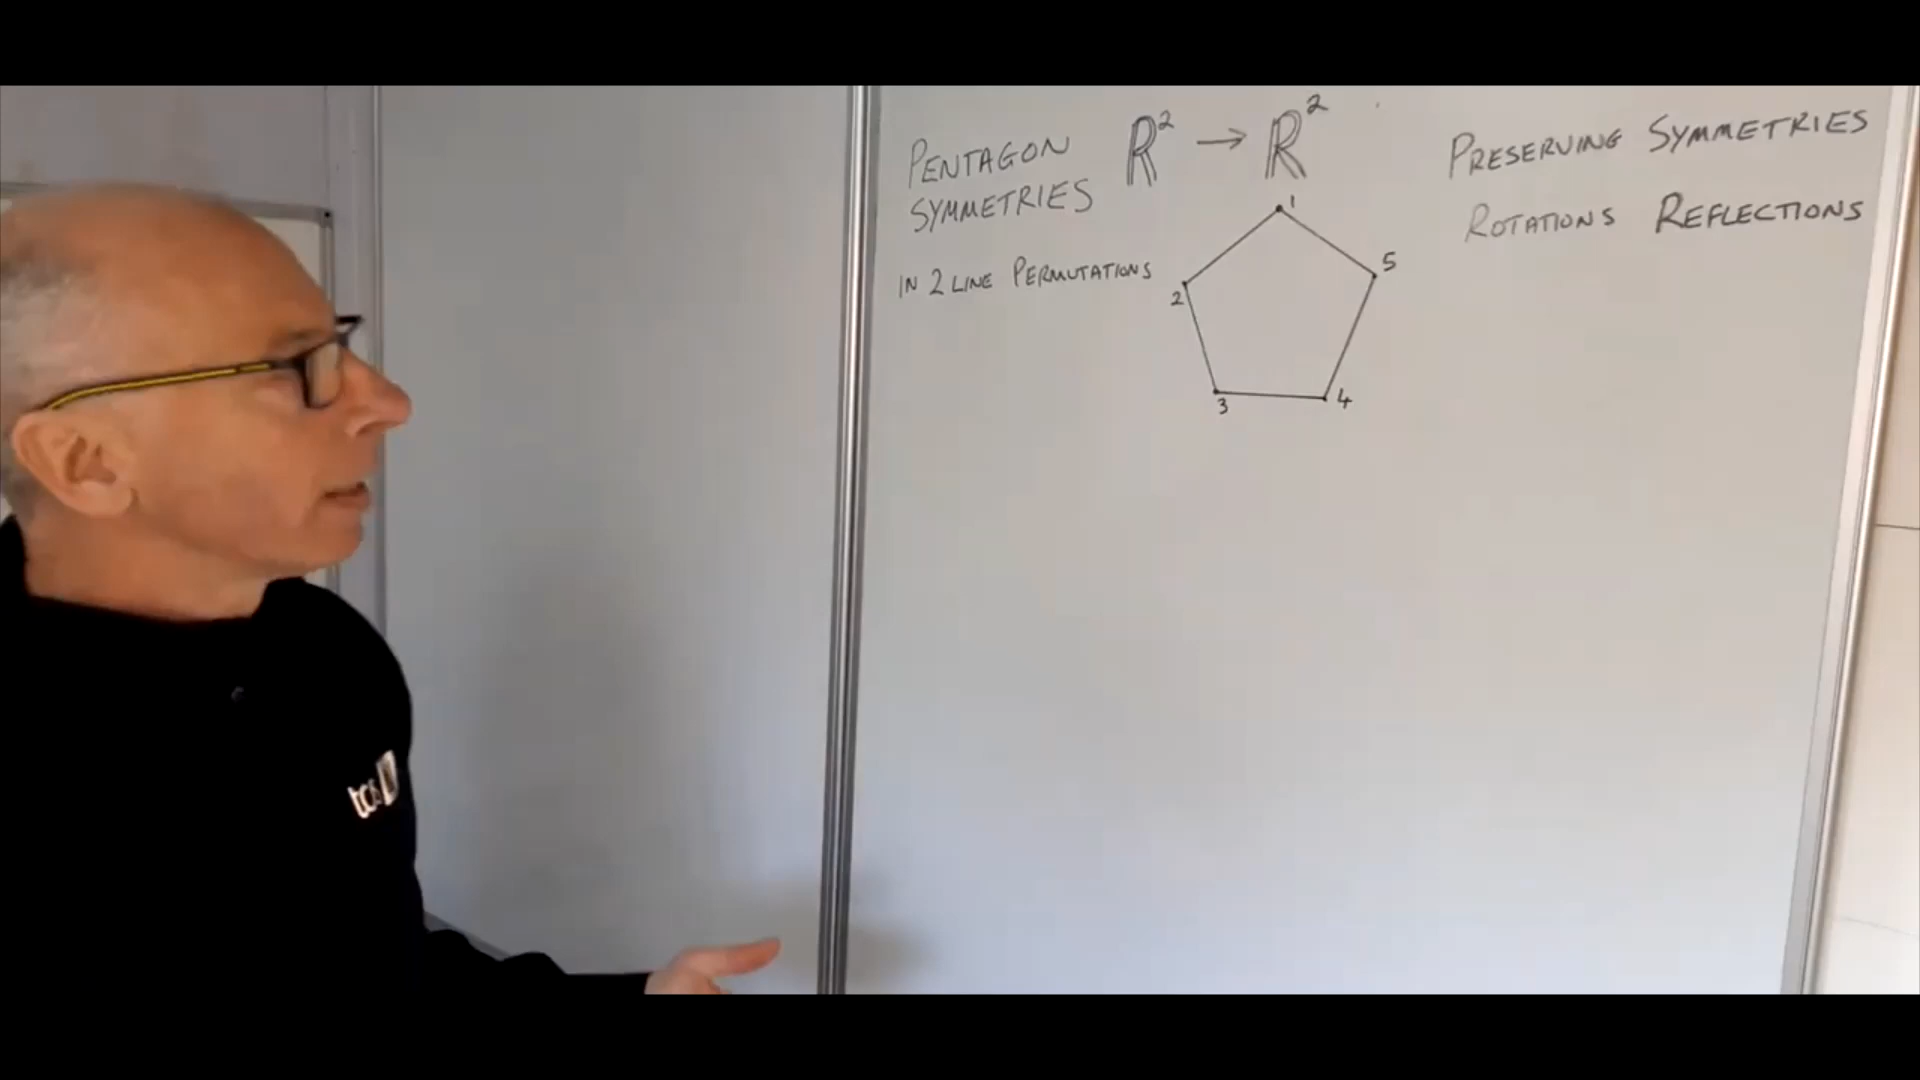 PENTAGON
SYMMETRIES
IN 2 LINE PERMUTATIONS
R² → R²
1
2
3
4
5
PRESERVING SYMMETRIES
ROTATIONS REFLECTIONS